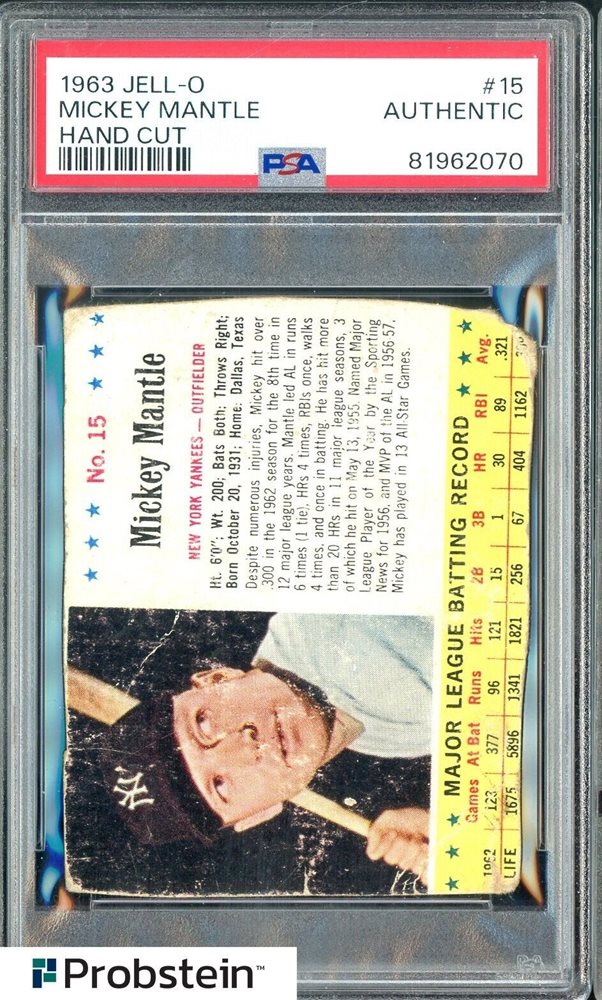 1963 JELL-O
#15
MICKEY MANTLE
AUTHENTIC
HAND CUT
PSA
81962070
No. 15
Mickey Mantle
NEW YORK YANKEES — OUTFIELDER
Ht. 6'0"; Wt. 200; Bats Both; Throws Right;
Born October 20, 1931; Home: Dallas, Texas
Despite numerous injuries, Mickey hit over
.300 in the 1962 season for the 8th time in
12 major league years. Mantle led AL in runs
6 times (1 tie), HRs 4 times, RBIs once, walks
4 times, and once in batting. He has hit more
than 20 HRs in 11 major league seasons, 3
of which he hit on May 13, 1955. Named Major
League Player of the Year by the Sporting
News for 1956, and MVP of the AL in 1956-57,
Mickey has played in 13 All-Star Games.
NY
MAJOR LEAGUE BATTING RECORD
Games At Bat Runs Hits 2B 3B HR RBI Avg.
1962 123 377 96 121 15 1 30 89 .321
LIFE 1675 5896 1341 1821 256 67 404 1162
Probstein™